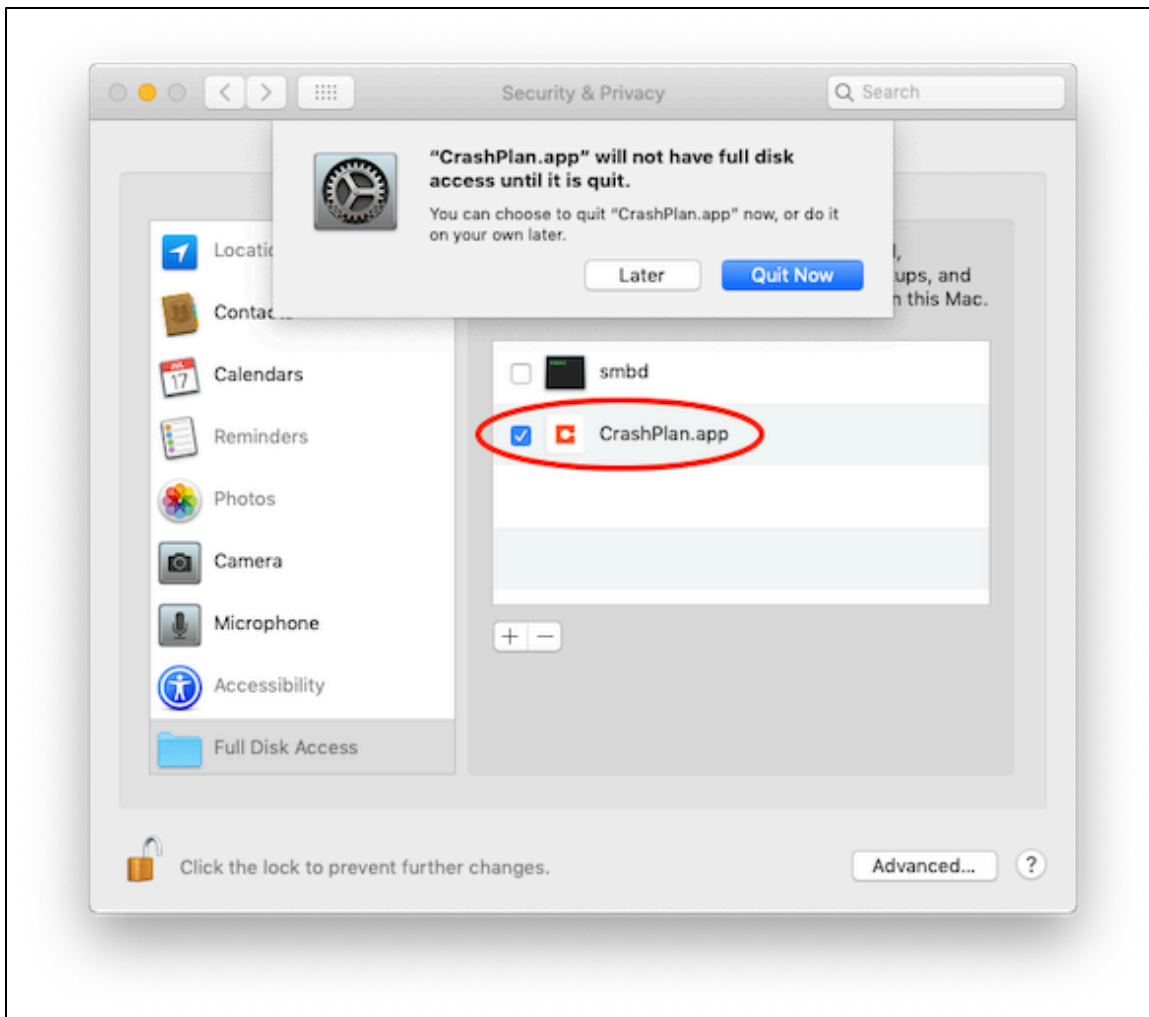 Security & Privacy
Search
“CrashPlan.app” will not have full disk
access until it is quit.
You can choose to quit “CrashPlan.app” now, or do it
on your own later.
Later
Quit Now
ups, and
this Mac.
Calendars
JUL
17
Reminders
Photos
Camera
Microphone
Accessibility
Full Disk Access
smbd
CrashPlan.app
+ −
Click the lock to prevent further changes.
Advanced...
?